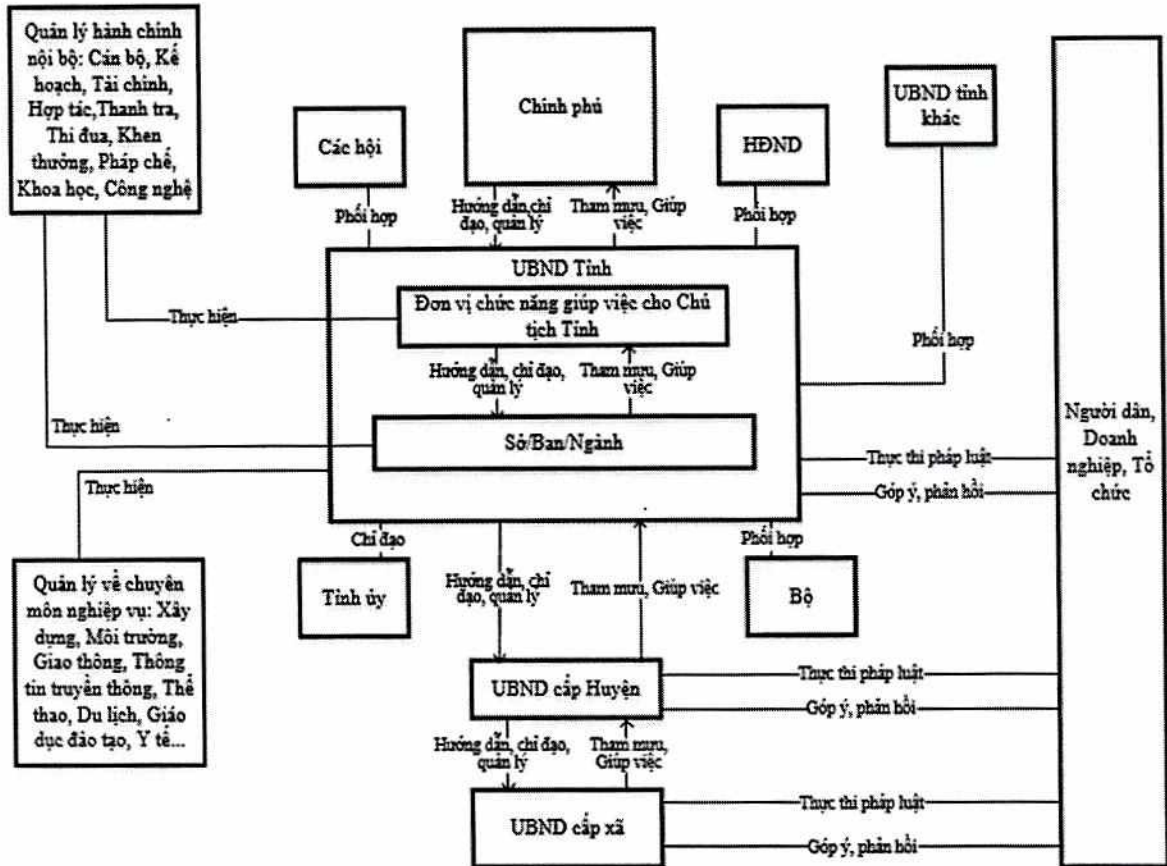 Quản lý hành chính
nội bộ: Cán bộ, Kế
hoạch, Tài chính,
Hợp tác,Thanh tra,
Thi đua, Khen
thưởng, Pháp chế,
Khoa học, Công nghệ
Các hội
Chính phủ
HĐND
UBND tỉnh
khác
Phối hợp
Hướng dẫn,chỉ
đạo, quản lý
Tham mưu, Giúp
việc
Phối hợp
UBND Tỉnh
Đơn vị chức năng giúp việc cho Chủ
tịch Tỉnh
Thực hiện
Phối hợp
Hướng dẫn, chỉ đạo,
quản lý
Tham mưu, Giúp
việc
Thực hiện
Sở/Ban/Ngành
Người dân,
Doanh
nghiệp, Tổ
chức
Thực hiện
Thực thi pháp luật
Góp ý, phản hồi
Chỉ đạo
Phối hợp
Quản lý về chuyên
môn nghiệp vụ: Xây
dựng, Môi trường,
Giao thông, Thông
tin truyền thông, Thể
thao, Du lịch, Giáo
dục đào tạo, Y tế...
Tỉnh ủy
Hướng dẫn, chỉ
đạo, quản lý
Tham mưu, Giúp việc
Bộ
UBND cấp Huyện
Thực thi pháp luật
Góp ý, phản hồi
Hướng dẫn, chỉ đạo,
quản lý
Tham mưu,
Giúp việc
UBND cấp xã
Thực thi pháp luật
Góp ý, phản hồi